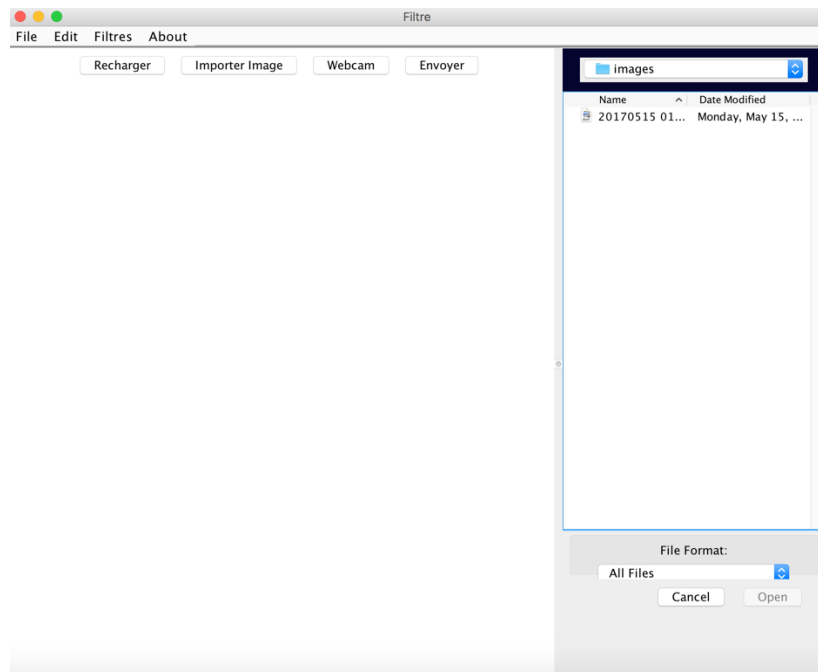 Filtre
File Edit Filtres About
Recharger Importer Image Webcam Envoyer
images
Name Date Modified
20170515 01... Monday, May 15, ...
File Format:
All Files
Cancel Open